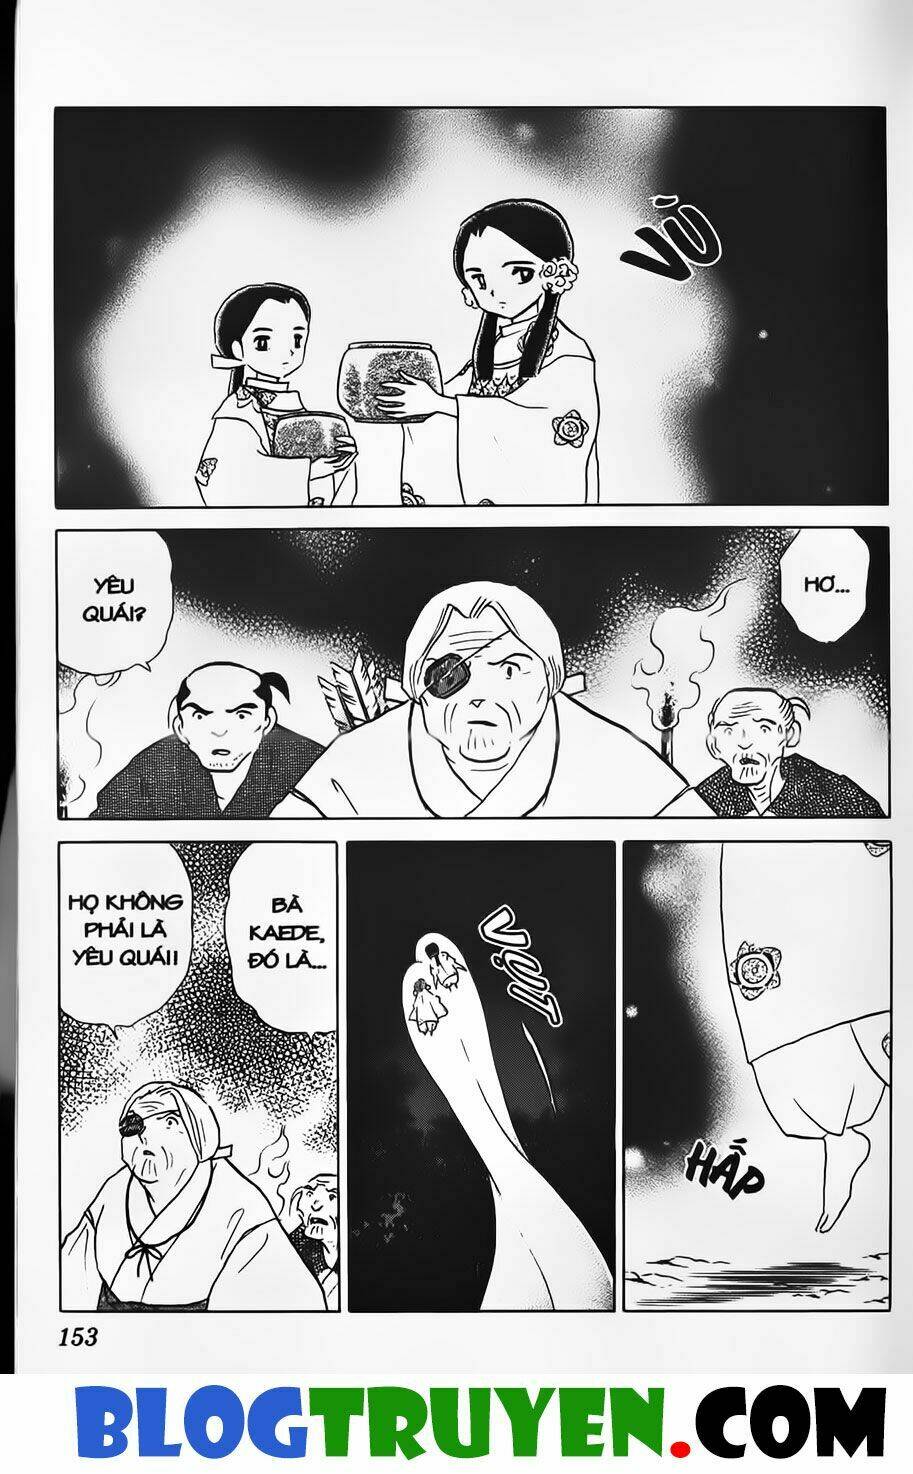 VÙ
HƠ...
YÊU
QUÁI?
HẤP
VỤT
BÀ
KAEDE,
ĐÓ LÀ...
HỌ KHÔNG
PHẢI LÀ
YÊU QUÁI!
153
BLOGTRUYEN.COM